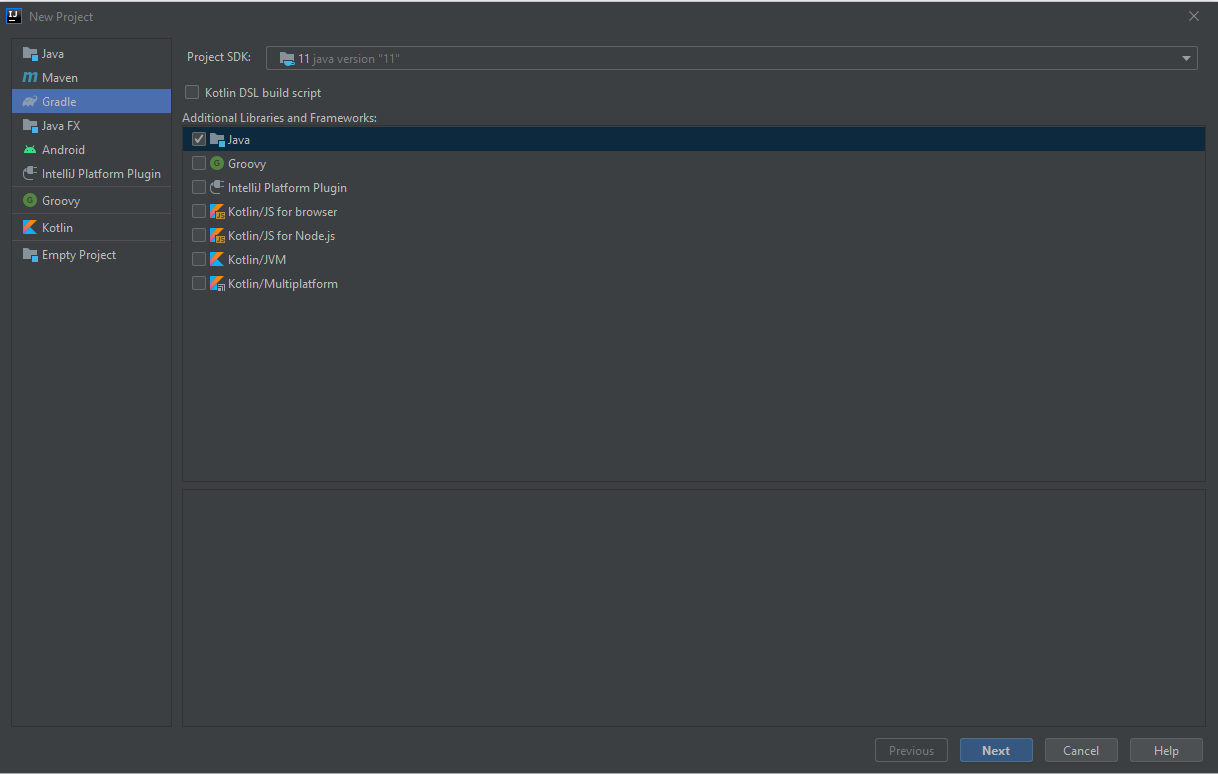 New Project
Java
Maven
Gradle
Java FX
Android
IntelliJ Platform Plugin
Groovy
Kotlin
Empty Project
Project SDK: 11 java version "11"
Kotlin DSL build script
Additional Libraries and Frameworks:
Java
Groovy
IntelliJ Platform Plugin
Kotlin/JS for browser
Kotlin/JS for Node.js
Kotlin/JVM
Kotlin/Multiplatform
Previous Next Cancel Help